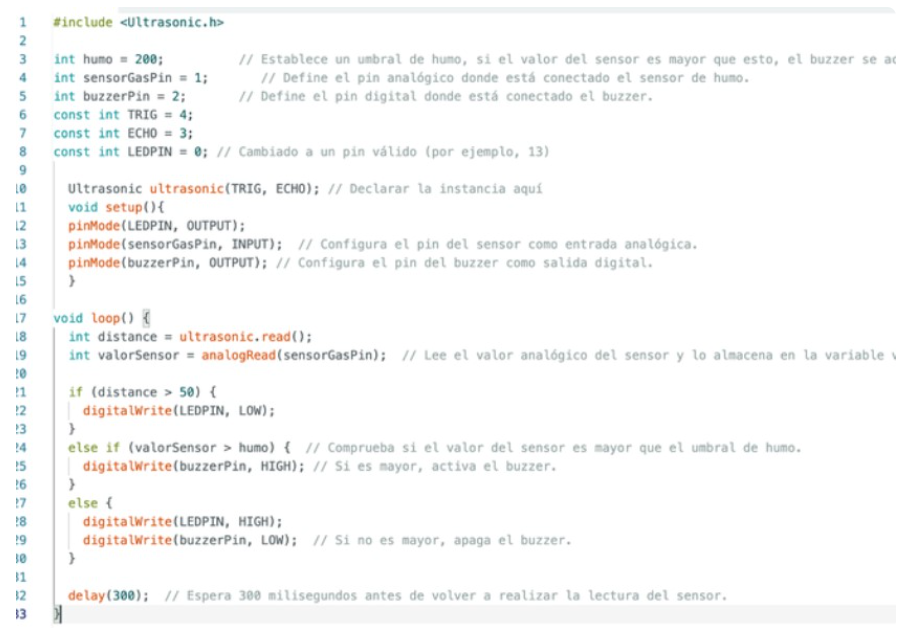 1 #include <Ultrasonic.h>
2
3 int humo = 200; // Establece un umbral de humo, si el valor del sensor es mayor que esto, el buzzer se ac
4 int sensorGasPin = 1; // Define el pin analógico donde está conectado el sensor de humo.
5 int buzzerPin = 2; // Define el pin digital donde está conectado el buzzer.
6 const int TRIG = 4;
7 const int ECHO = 3;
8 const int LEDPIN = 0; // Cambiado a un pin válido (por ejemplo, 13)
9
10 Ultrasonic ultrasonic(TRIG, ECHO); // Declarar la instancia aquí
11 void setup(){
12 pinMode(LEDPIN, OUTPUT);
13 pinMode(sensorGasPin, INPUT); // Configura el pin del sensor como entrada analógica.
14 pinMode(buzzerPin, OUTPUT); // Configura el pin del buzzer como salida digital.
15 }
16
17 void loop() {
18 int distance = ultrasonic.read();
19 int valorSensor = analogRead(sensorGasPin); // Lee el valor analógico del sensor y lo almacena en la variable v
20
21 if (distance > 50) {
22 digitalWrite(LEDPIN, LOW);
23 }
24 else if (valorSensor > humo) { // Comprueba si el valor del sensor es mayor que el umbral de humo.
25 digitalWrite(buzzerPin, HIGH); // Si es mayor, activa el buzzer.
26 }
27 else {
28 digitalWrite(LEDPIN, HIGH);
29 digitalWrite(buzzerPin, LOW); // Si no es mayor, apaga el buzzer.
30 }
31
32 delay(300); // Espera 300 milisegundos antes de volver a realizar la lectura del sensor.
33 }